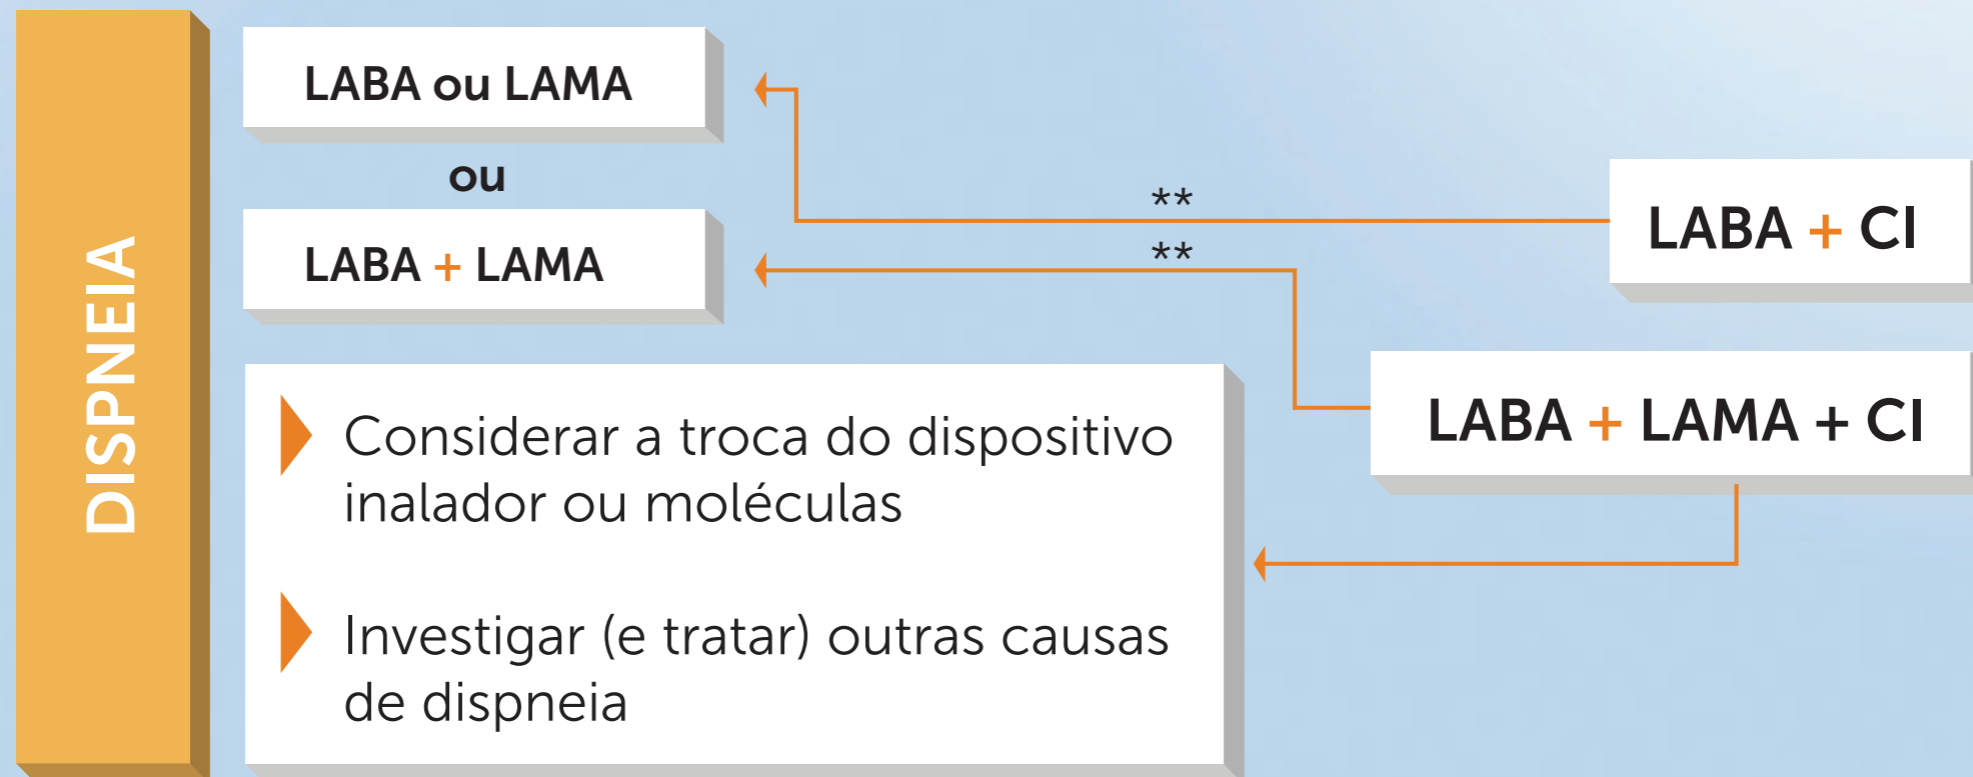 DISPNEIA
LABA ou LAMA
ou
LABA + LAMA
**
**
LABA + CI
LABA + LAMA + CI
Considerar a troca do dispositivo
inalador ou moléculas
Investigar (e tratar) outras causas
de dispneia